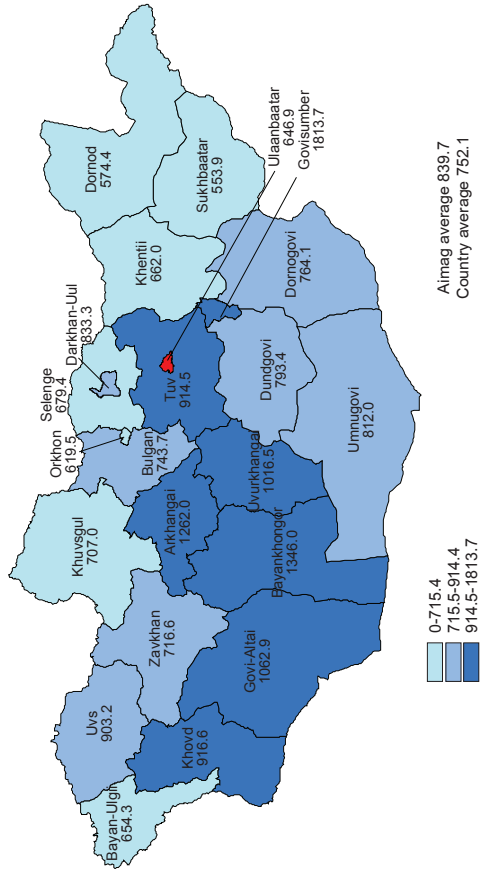 Bayan-Ulgii
654.3
Uvs
903.2
Khovd
916.6
Zavkhan
716.6
Govi-Altai
1062.9
Khuvsgul
707.0
Arkhangai
1262.0
Bayankhongor
1346.0
Orkhon
619.5
Bulgan
743.7
Uvurkhangai
1016.5
Selenge
679.4
Darkhan-Uul
833.3
Tuv
914.5
Dundgovi
793.4
Umnugovi
812.0
Khentii
662.0
Dornogovi
764.1
Dornod
574.4
Sukhbaatar
553.9
Ulaanbaatar
646.9
Govisumber
1813.7
0-715.4
715.5-914.4
914.5-1813.7
Aimag average 839.7
Country average 752.1